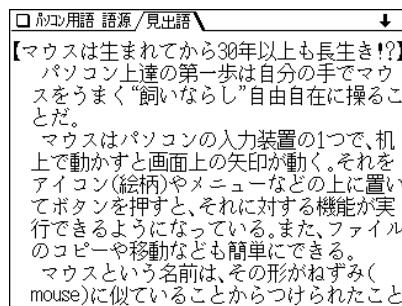 パソコン用語 語源/見出語 ↓
【マウスは生まれてから30年以上も長生き!?】
パソコン上達の第一歩は自分の手でマウ
スをうまく“飼いならし”自由自在に操るこ
とだ。
マウスはパソコンの入力装置の1つで、机
上で動かすと画面上の矢印が動く。それを
アイコン(絵柄)やメニューなどの上に置い
てボタンを押すと、それに対する機能が実
行できるようになっている。また、ファイル
のコピーや移動なども簡単にできる。
マウスという名前は、その形がねずみ(
mouse)に似ていることからつけられたこと